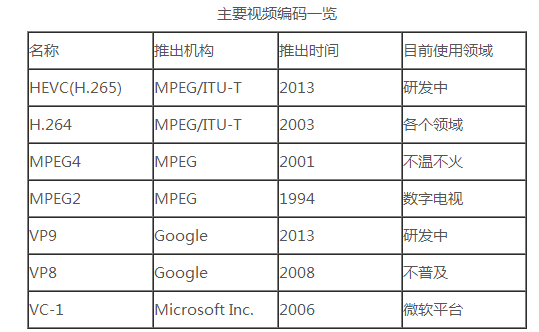 主要视频编码一览
名称 推出机构 推出时间 目前使用领域
HEVC(H.265) MPEG/ITU-T 2013 研发中
H.264 MPEG/ITU-T 2003 各个领域
MPEG4 MPEG 2001 不温不火
MPEG2 MPEG 1994 数字电视
VP9 Google 2013 研发中
VP8 Google 2008 不普及
VC-1 Microsoft Inc. 2006 微软平台